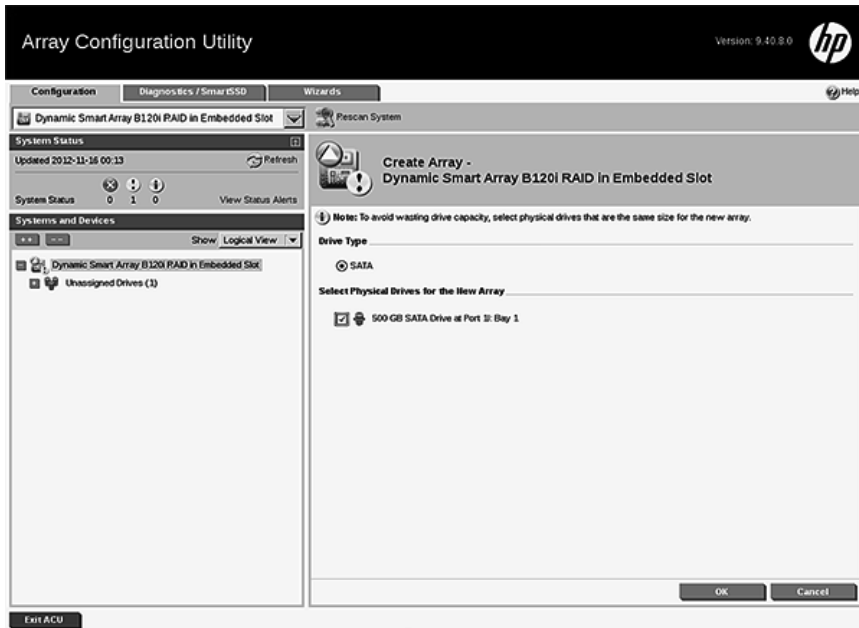 Array Configuration Utility
Version: 9.40.8.0
hp
Configuration
Diagnostics / SmartSSD
Wizards
Help
Dynamic Smart Array B120i RAID in Embedded Slot
Rescan System
System Status
Updated 2012-11-16 00:13
Refresh
System Status 0 1 0 View Status Alerts
Systems and Devices
Show Logical View
Dynamic Smart Array B120i RAID in Embedded Slot
Unassigned Drives (1)
Create Array -
Dynamic Smart Array B120i RAID in Embedded Slot
Note: To avoid wasting drive capacity, select physical drives that are the same size for the new array.
Drive Type
SATA
Select Physical Drives for the New Array
500 GB SATA Drive at Port 1I: Bay 1
OK
Cancel
Exit ACU